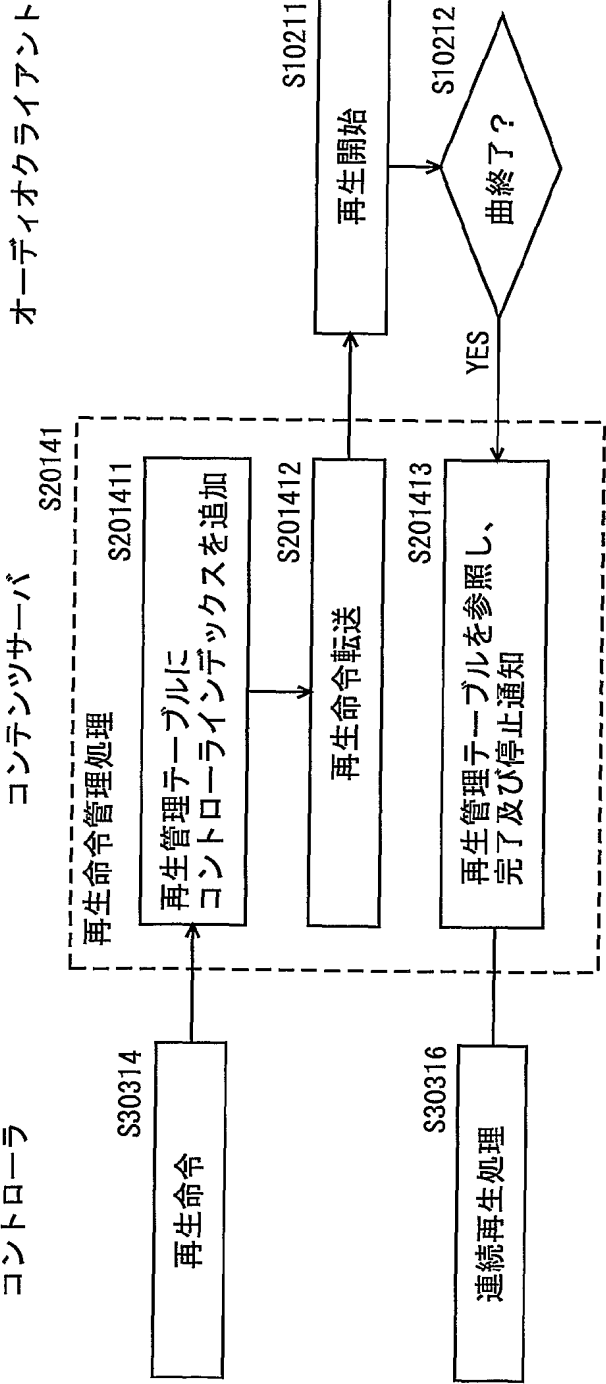 コントローラ
コンテンツサーバ
オーディオクライアント
S20141
再生命令管理処理
S30314
再生命令
S201411
再生管理テーブルに
コントローラインデックスを追加
S201412
再生命令転送
S10211
再生開始
S10212
曲終了？
YES
S201413
再生管理テーブルを参照し、
完了及び停止通知
S30316
連続再生処理